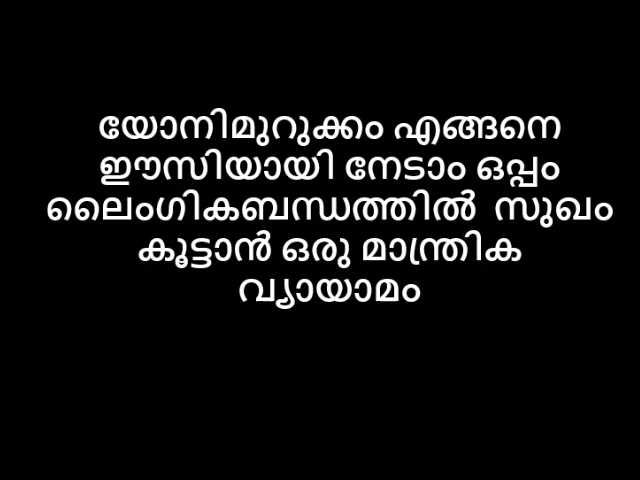 യോനിമുറുക്കം എങ്ങനെ
ഈസിയായി നേടാം ഒപ്പം
ലൈംഗികബന്ധത്തിൽ സുഖം
കൂട്ടാൻ ഒരു മാന്ത്രിക
വ്യായാമം